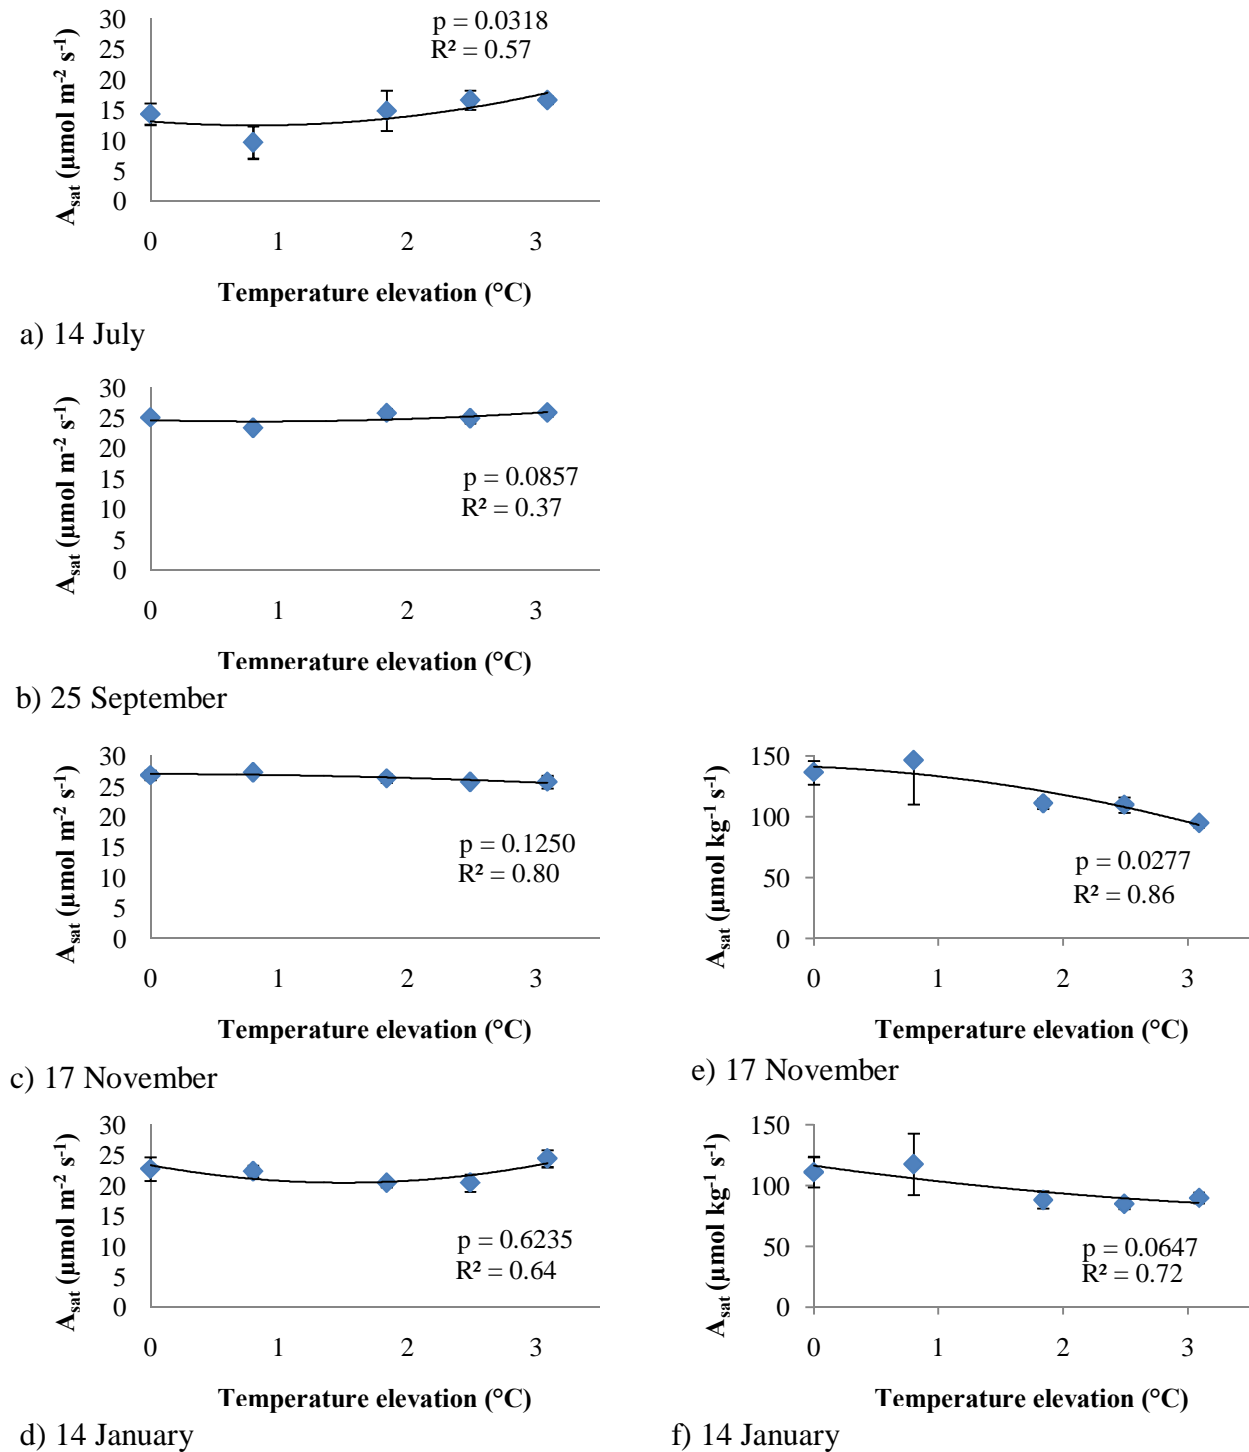 30
25
20
15
10
5
0
A_sat (µmol m⁻² s⁻¹)
p = 0.0318
R² = 0.57
0 1 2 3
Temperature elevation (°C)
a) 14 July
30
25
20
15
10
5
0
A_sat (µmol m⁻² s⁻¹)
p = 0.0857
R² = 0.37
0 1 2 3
Temperature elevation (°C)
b) 25 September
30
25
20
15
10
5
0
A_sat (µmol m⁻² s⁻¹)
p = 0.1250
R² = 0.80
0 1 2 3
Temperature elevation (°C)
c) 17 November
150
100
50
0
A_sat (µmol kg⁻¹ s⁻¹)
p = 0.0277
R² = 0.86
0 1 2 3
Temperature elevation (°C)
e) 17 November
30
25
20
15
10
5
0
A_sat (µmol m⁻² s⁻¹)
p = 0.6235
R² = 0.64
0 1 2 3
Temperature elevation (°C)
d) 14 January
150
100
50
0
A_sat (µmol kg⁻¹ s⁻¹)
p = 0.0647
R² = 0.72
0 1 2 3
Temperature elevation (°C)
f) 14 January